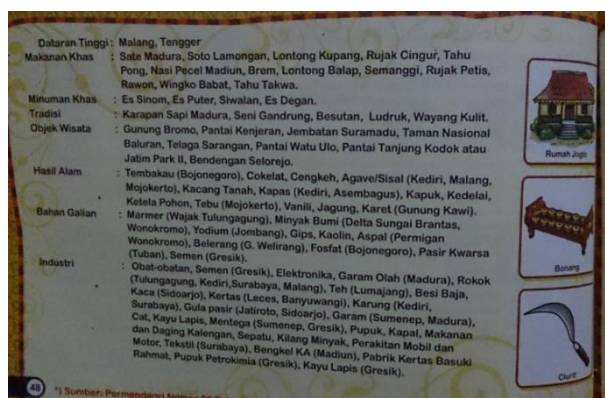 Dataran Tinggi : Malang, Tengger
Makanan Khas : Sate Madura, Soto Lamongan, Lontong Kupang, Rujak Cingur, Tahu
Pong, Nasi Pecel Madiun, Brem, Lontong Balap, Semanggi, Rujak Petis,
Rawon, Wingko Babat, Tahu Takwa.
Minuman Khas : Es Sinom, Es Puter, Siwalan, Es Degan.
Tradisi : Karapan Sapi Madura, Seni Gandrung, Besutan, Ludruk, Wayang Kulit.
Objek Wisata : Gunung Bromo, Pantai Kenjeran, Jembatan Suramadu, Taman Nasional
Baluran, Telaga Sarangan, Pantai Watu Ulo, Pantai Tanjung Kodok atau
Jatim Park II, Bendengan Selorejo.
Hasil Alam : Tembakau (Bojonegoro), Cokelat, Cengkeh, Agave/Sisal (Kediri, Malang,
Mojokerto), Kacang Tanah, Kapas (Kediri, Asembagus), Kapuk, Kedelai,
Ketela Pohon, Tebu (Mojokerto), Vanili, Jagung, Karet (Gunung Kawi).
Bahan Galian : Marmer (Wajak Tulungagung), Minyak Bumi (Delta Sungai Brantas,
Wonokromo), Yodium (Jombang), Gips, Kaolin, Aspal (Permigan
Wonokromo), Belerang (G. Welirang), Fosfat (Bojonegoro), Pasir Kwarsa
(Tuban), Semen (Gresik).
Industri : Obat-obatan, Semen (Gresik), Elektronika, Garam Olah (Madura), Rokok
(Tulungagung, Kediri,Surabaya, Malang), Teh (Lumajang), Besi Baja,
Kaca (Sidoarjo), Kertas (Leces, Banyuwangi), Karung (Kediri,
Surabaya), Gula pasir (Jatiroto, Sidoarjo), Garam (Sumenep, Madura),
Cat, Kayu Lapis, Mentega (Sumenep, Gresik), Pupuk, Kapal, Makanan
dan Daging Kalengan, Sepatu, Kilang Minyak, Perakitan Mobil dan
Motor, Tekstil (Surabaya), Bengkel KA (Madiun), Pabrik Kertas Basuki
Rahmat, Pupuk Petrokimia (Gresik), Kayu Lapis (Gresik).
Rumah Joglo
Bonang
Clurit
48
*) Sumber: Permendagri Nomor